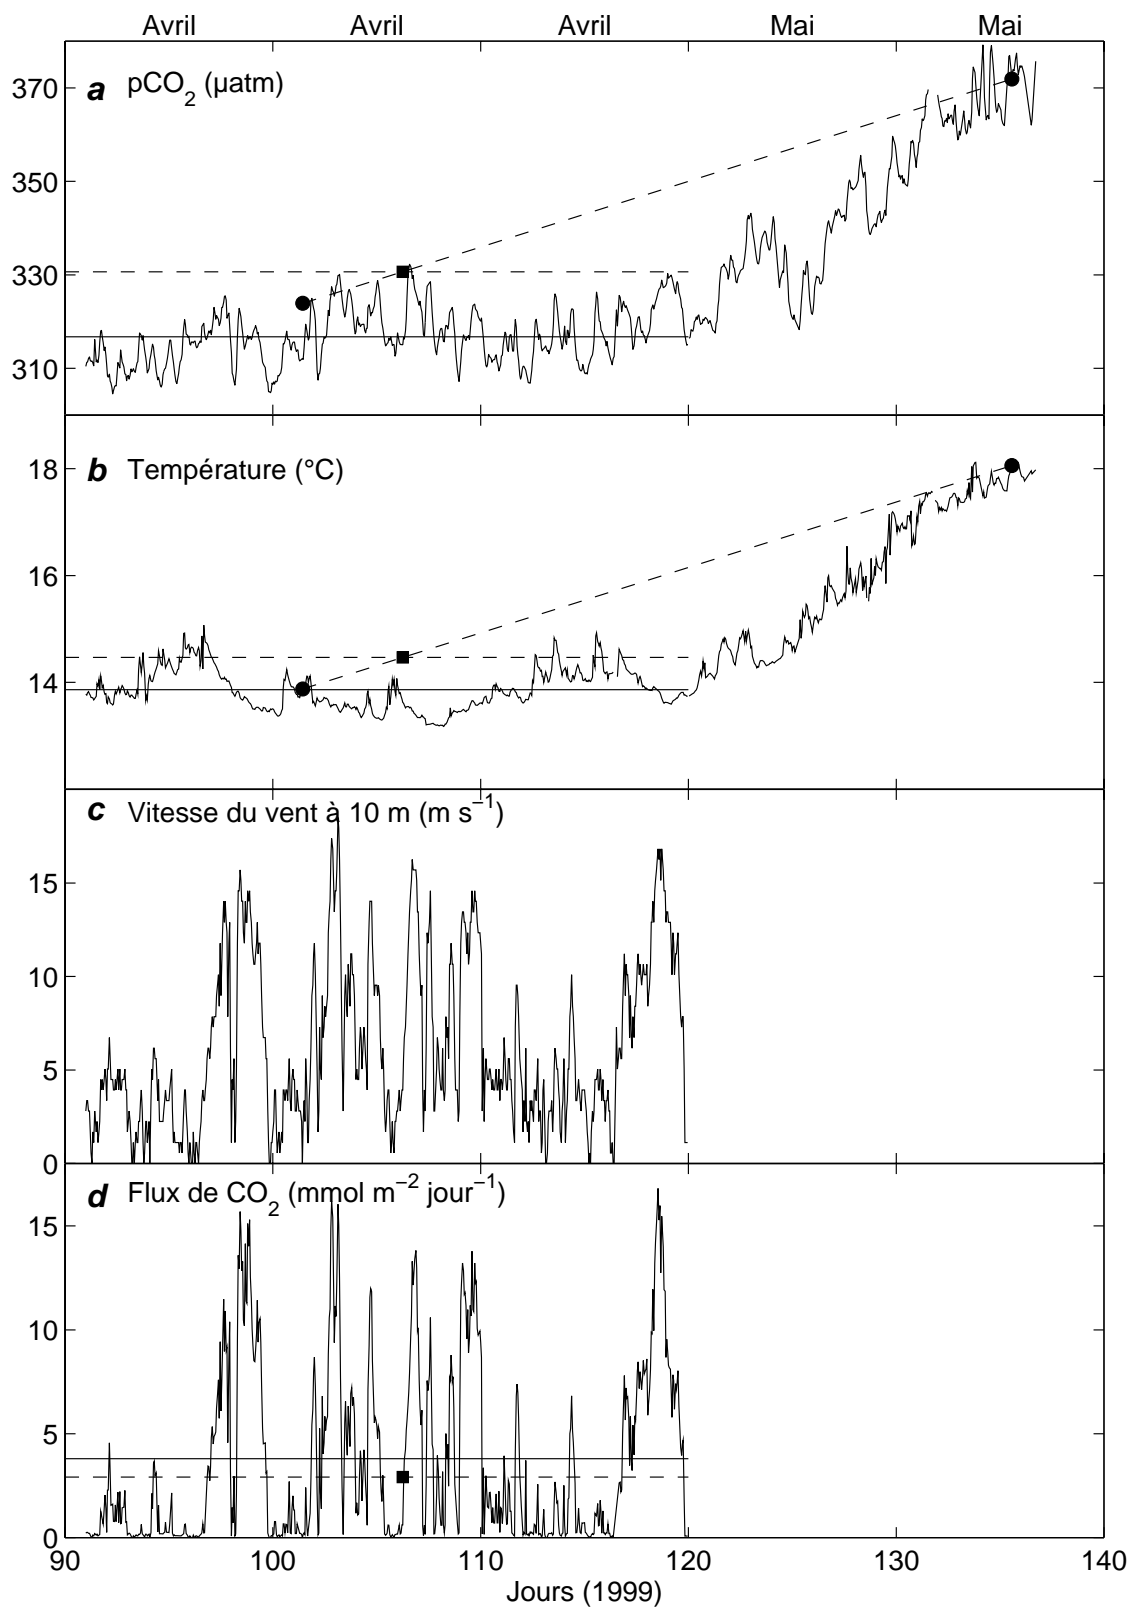 Avril Avril Avril Mai Mai
a pCO2 (µatm)
370
350
330
310
b Température (°C)
18
16
14
c Vitesse du vent à 10 m (m s−1)
15
10
5
0
d Flux de CO2 (mmol m−2 jour−1)
15
10
5
0
90 100 110 120 130 140
Jours (1999)